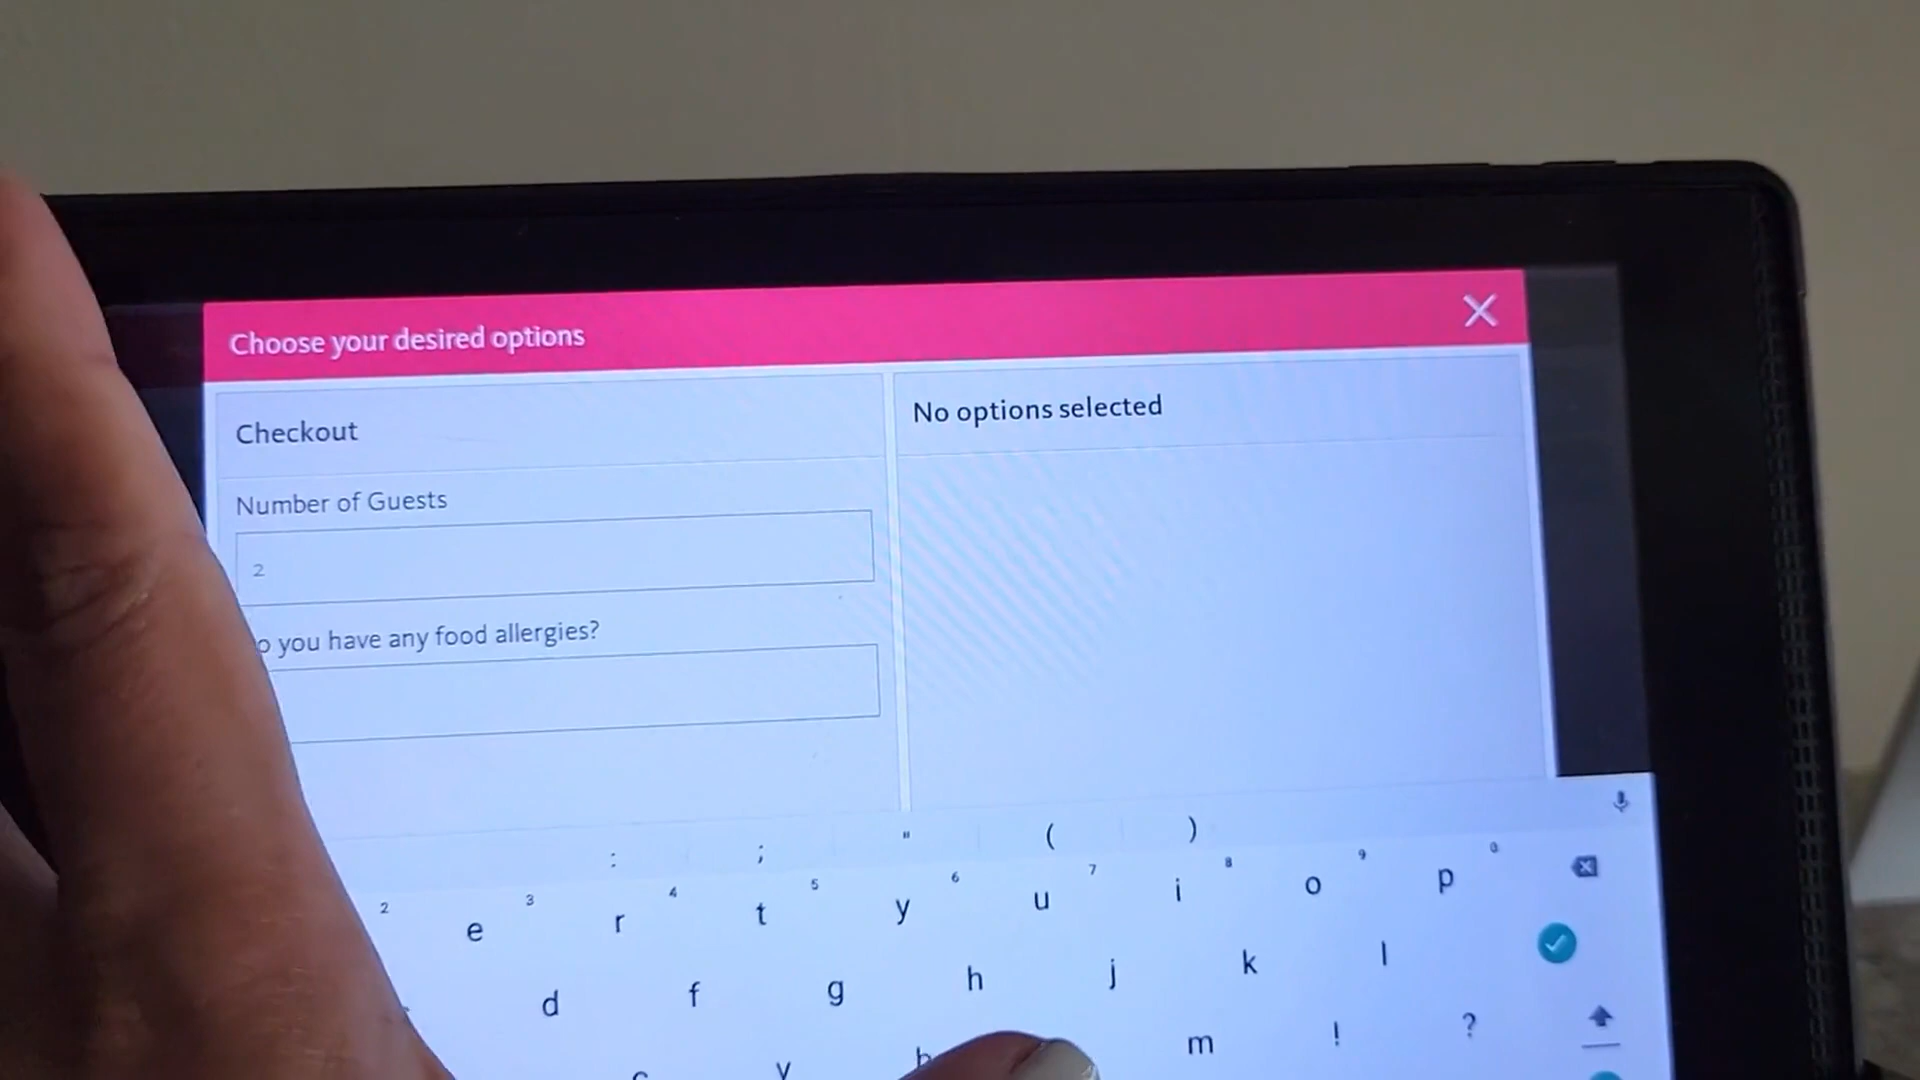 Choose your desired options
Checkout
No options selected
Number of Guests
2
o you have any food allergies?
: ; " ( )
2 3 4 5 6 7 8 9 0
e r t y u i o p
d f g h j k l
v b m ! ?